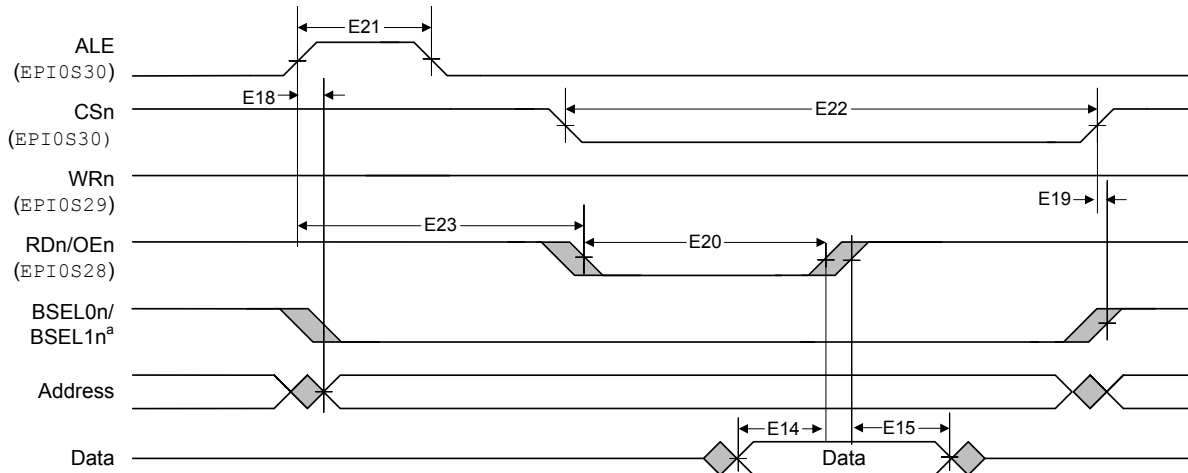 E21
ALE
(EPI0S30)
E18
CSn
E22
(EPI0S30)
WRn
(EPI0S29)
E19
E23
RDn/OEn
E20
(EPI0S28)
BSEL0n/
BSEL1nᵃ
Address
E14
E15
Data
Data